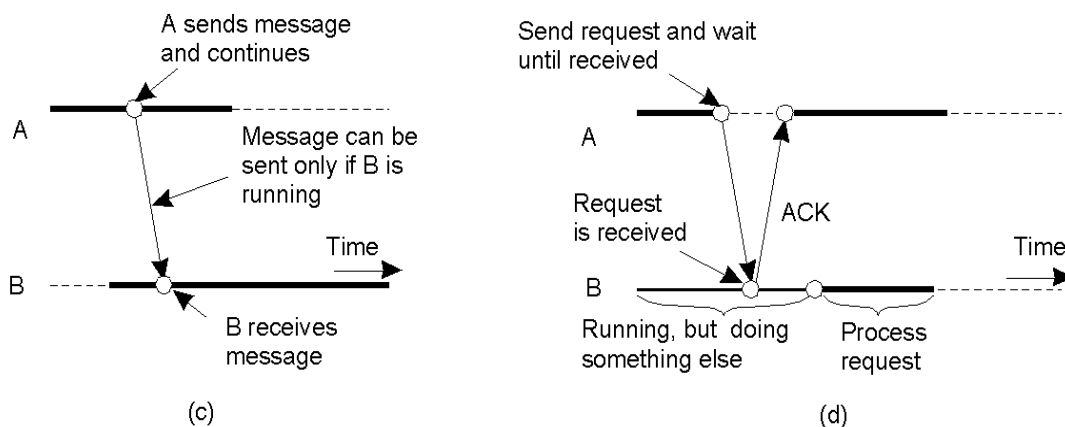 A sends message
and continues
A
Message can be
sent only if B is
running
Time
B
B receives
message
(c)
Send request and wait
until received
A
Request
is received
ACK
Time
B
Running, but doing
something else
Process
request
(d)